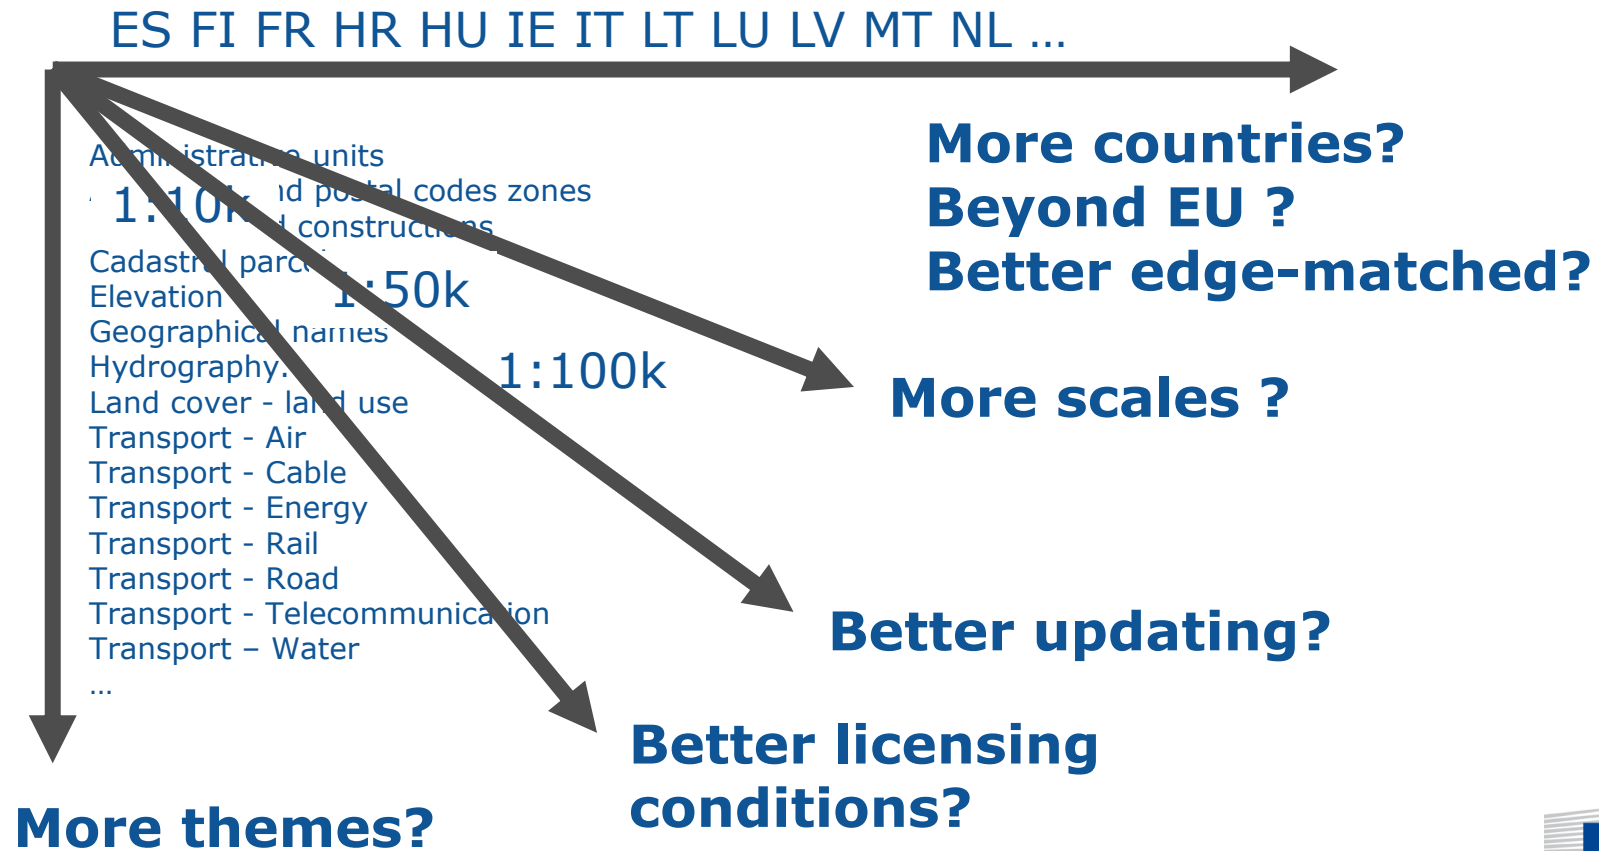 ES FI FR HR HU IE IT LT LU LV MT NL ...
Administrative units
nd postal codes zones
1:10k
constructions
Cadastral parcel
Elevation
1:50k
Geographical names
Hydrography.
1:100k
Land cover - land use
Transport - Air
Transport - Cable
Transport - Energy
Transport - Rail
Transport - Road
Transport - Telecommunication
Transport – Water
...
More countries?
Beyond EU ?
Better edge-matched?
More scales ?
Better updating?
Better licensing
conditions?
More themes?